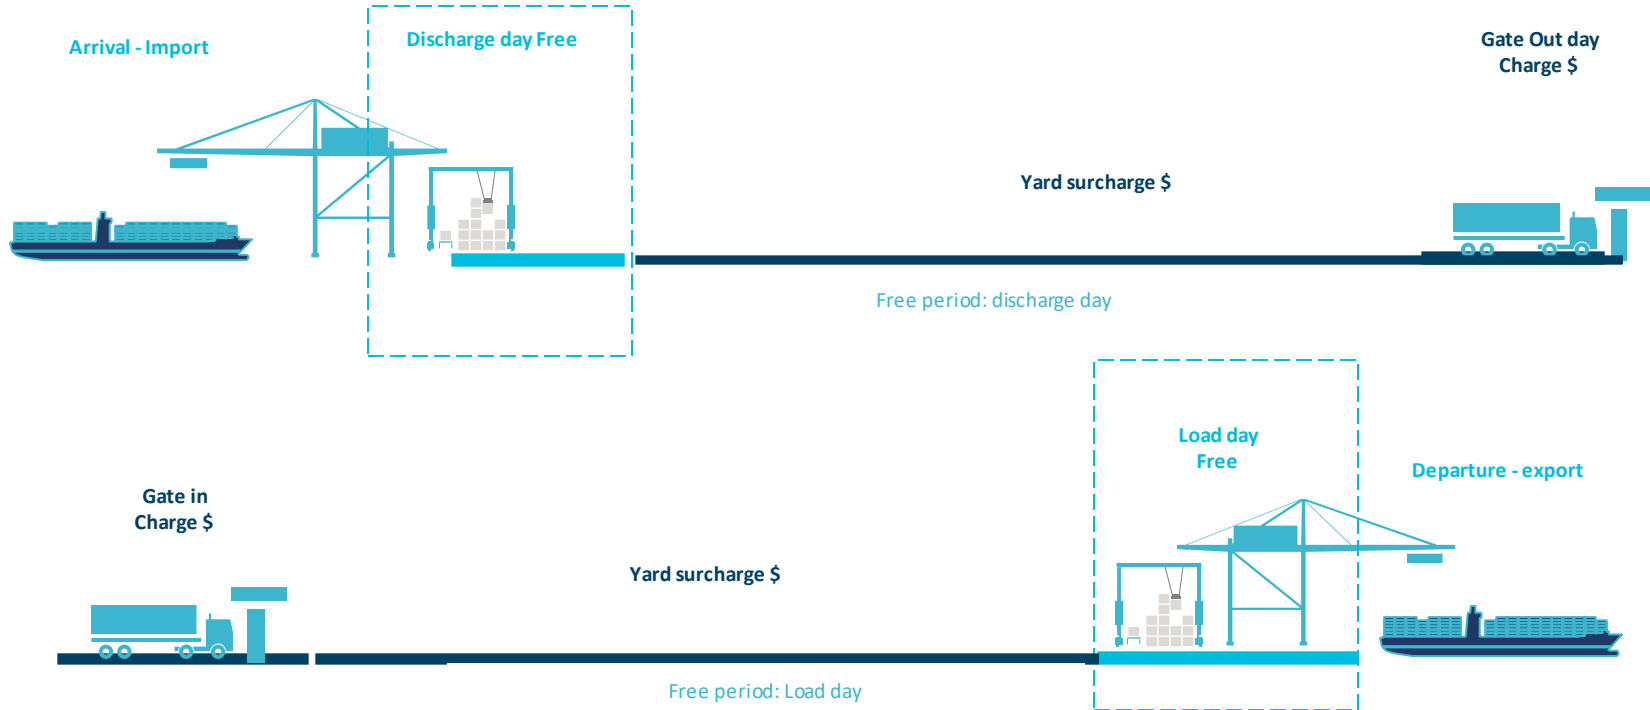 Arrival - Import
Discharge day Free
Gate Out day
Charge $
Yard surcharge $
Free period: discharge day
Load day
Free
Departure - export
Gate in
Charge $
Yard surcharge $
Free period: Load day